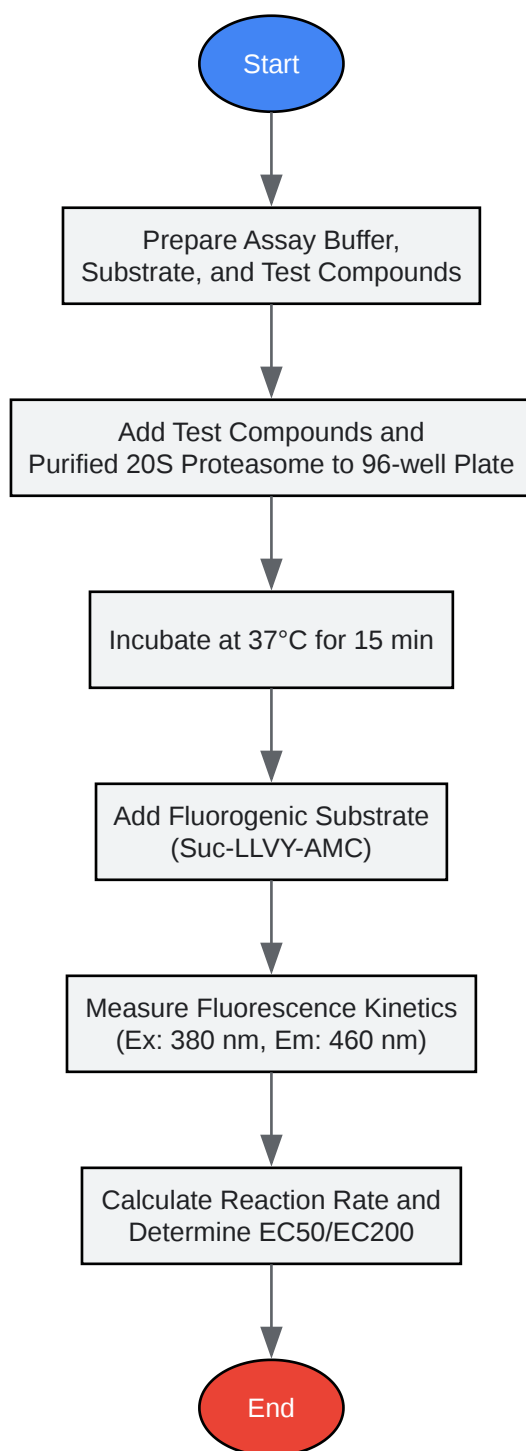 Start
Prepare Assay Buffer,
Substrate, and Test Compounds
Add Test Compounds and
Purified 20S Proteasome to 96-well Plate
Incubate at 37°C for 15 min
Add Fluorogenic Substrate
(Suc-LLVY-AMC)
Measure Fluorescence Kinetics
(Ex: 380 nm, Em: 460 nm)
Calculate Reaction Rate and
Determine EC50/EC200
End